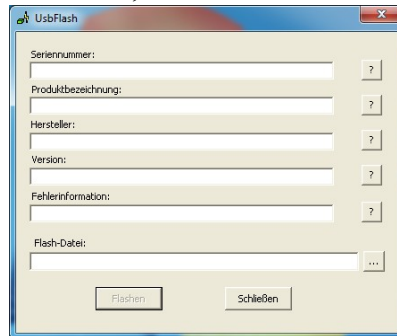 UsbFlash
Seriennummer:
?
Produktbezeichnung:
?
Hersteller:
?
Version:
?
Fehlerinformation:
?
Flash-Datei:
...
Flashen Schließen